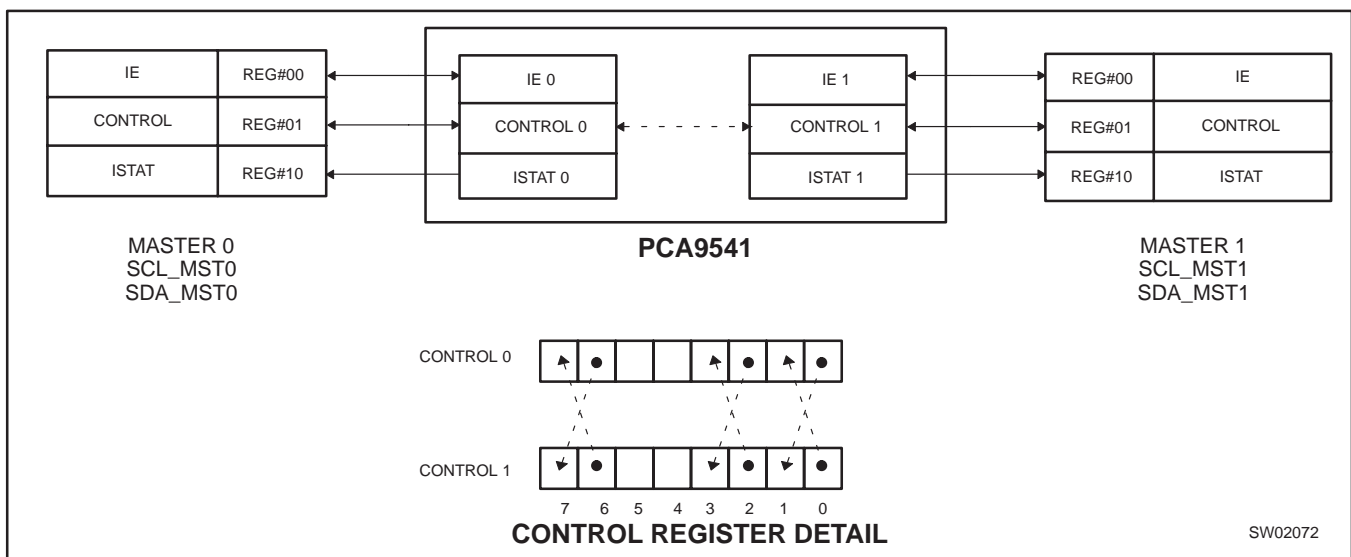 IE REG#00 IE 0 IE 1 REG#00 IE
CONTROL REG#01 CONTROL 0 CONTROL 1 REG#01 CONTROL
ISTAT REG#10 ISTAT 0 ISTAT 1 REG#10 ISTAT
MASTER 0
SCL_MST0
SDA_MST0
PCA9541
MASTER 1
SCL_MST1
SDA_MST1
CONTROL 0
CONTROL 1
7 6 5 4 3 2 1 0
CONTROL REGISTER DETAIL
SW02072